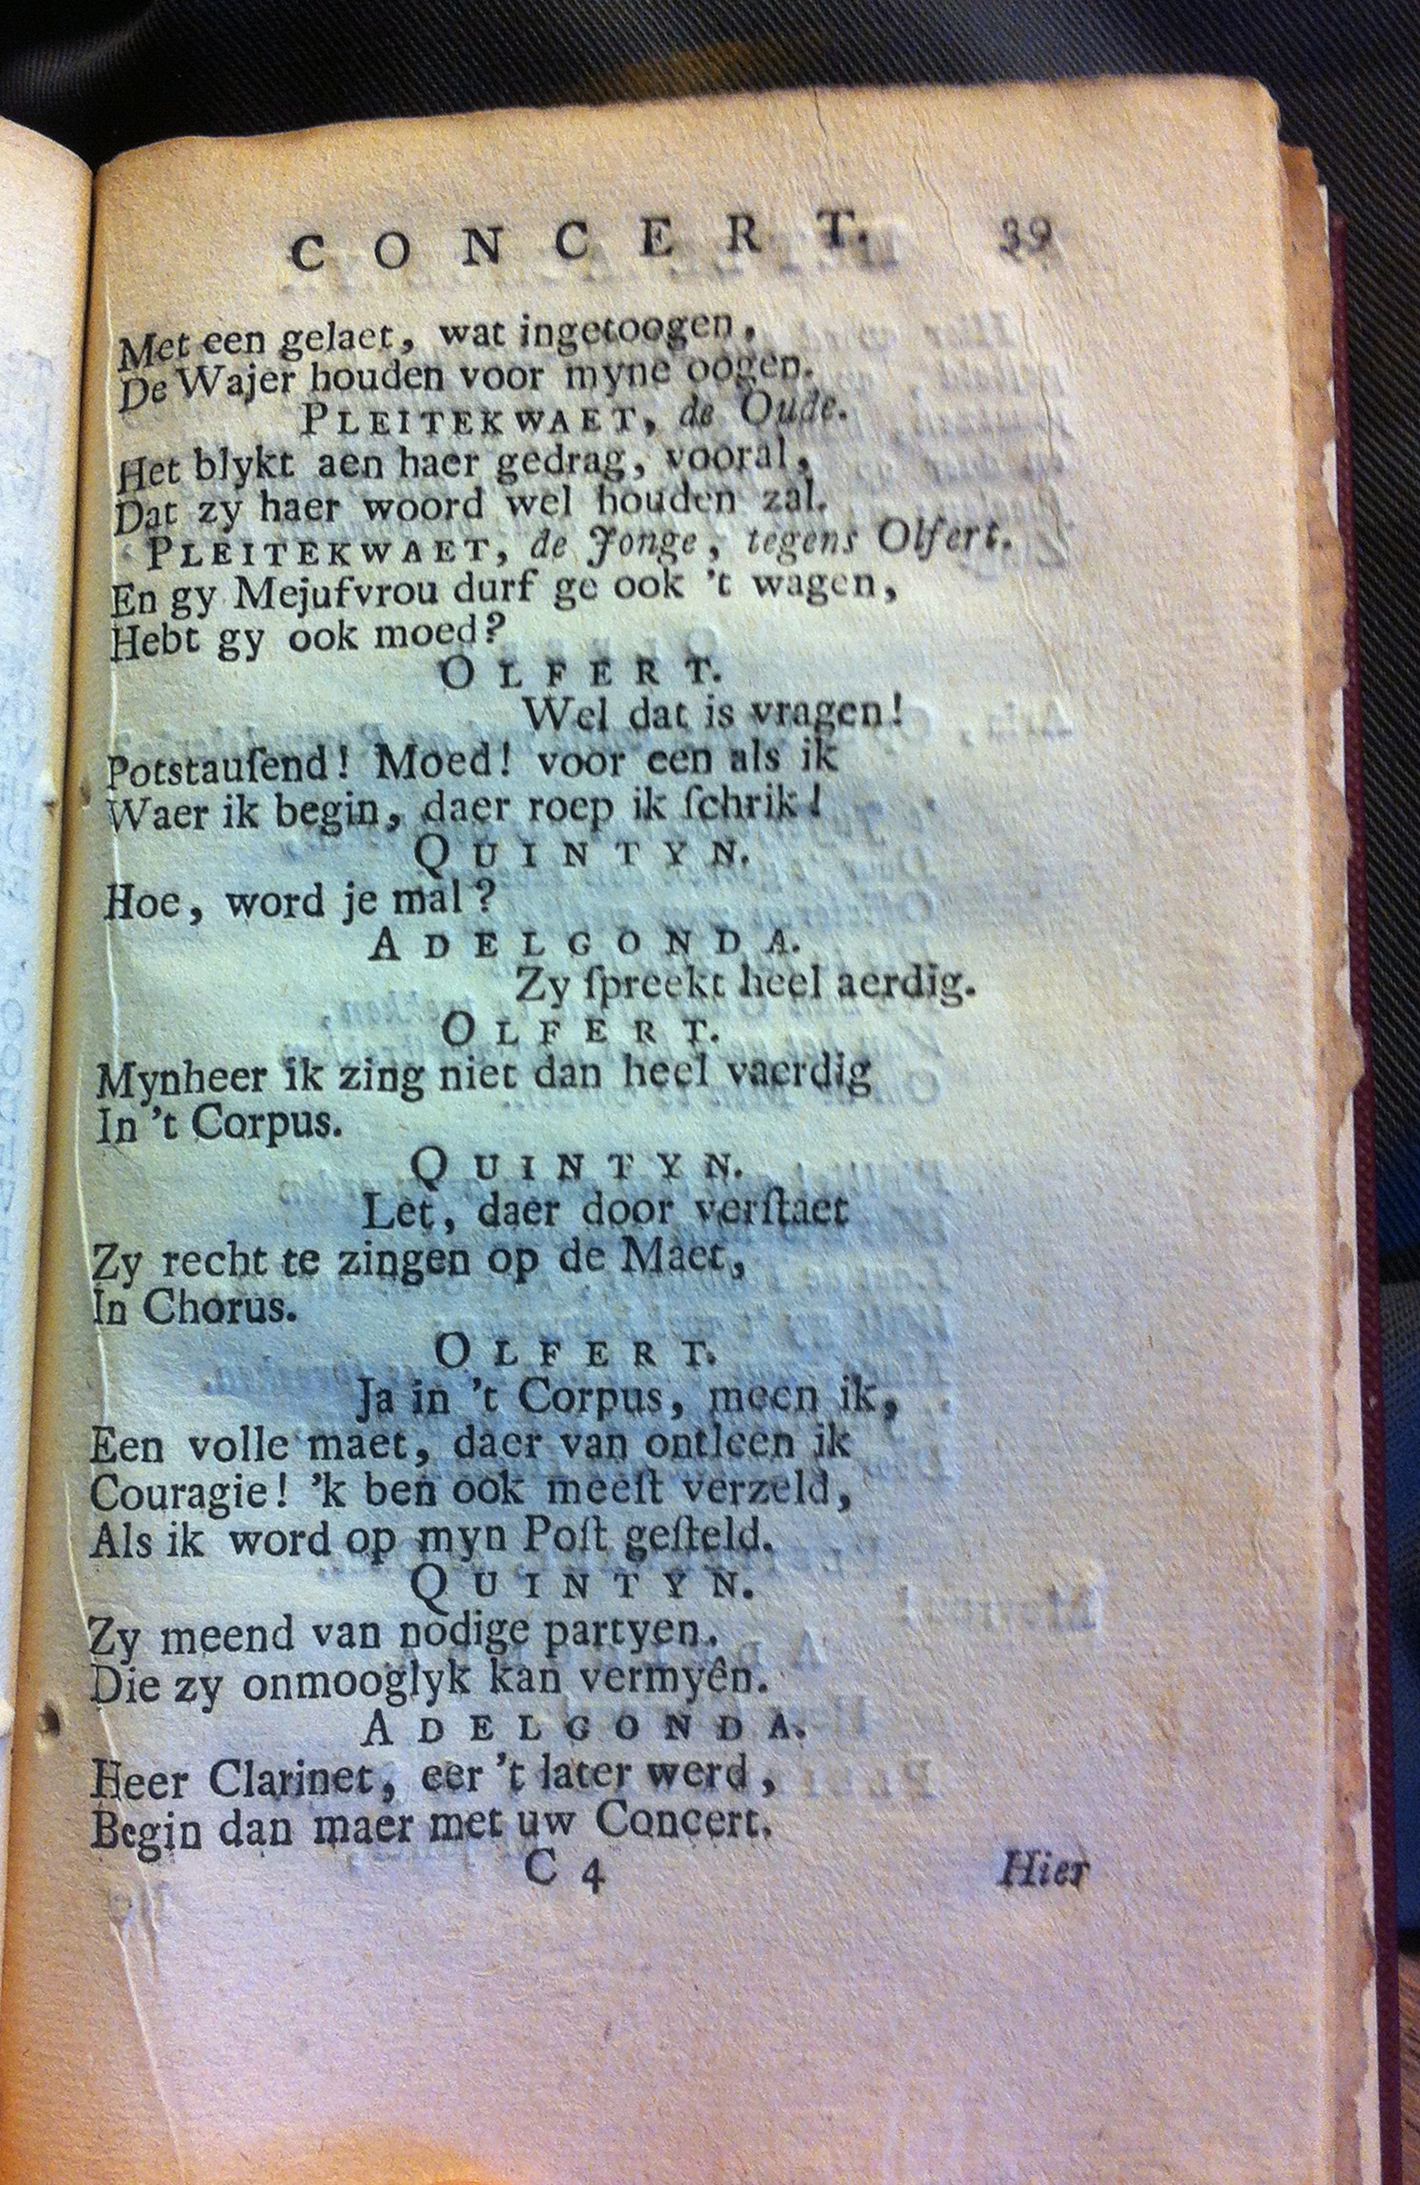 CONCERT. 39
Met een gelaet, wat ingetoogen,
De Wajer houden voor myne oogen.
PLEITEKWAET, de Oude.
Het blykt aen haer gedrag, vooral,
Dat zy haer woord wel houden zal.
PLEITEKWAET, de Jonge, tegens Olfert.
En gy Mejufvrou durf ge ook 't wagen,
Hebt gy ook moed?
OLFERT.
Wel dat is vragen!
Potstauſend! Moed! voor een als ik
Waer ik begin, daer roep ik ſchrik!
QUINTYN.
Hoe, word je mal?
ADELGONDA.
Zy ſpreekt heel aerdig.
OLFERT.
Mynheer ik zing niet dan heel vaerdig
In 't Corpus.
QUINTYN.
Let, daer door verſtaet
Zy recht te zingen op de Maet,
In Chorus.
OLFERT.
Ja in 't Corpus, meen ik,
Een volle maet, daer van ontleen ik
Couragie! 'k ben ook meeſt verzeld,
Als ik word op myn Poſt geſteld.
QUINTYN.
Zy meend van nodige partyen.
Die zy onmooglyk kan vermyên.
ADELGONDA.
Heer Clarinet, eer 't later werd,
Begin dan maer met uw Concert.
C 4 Hier